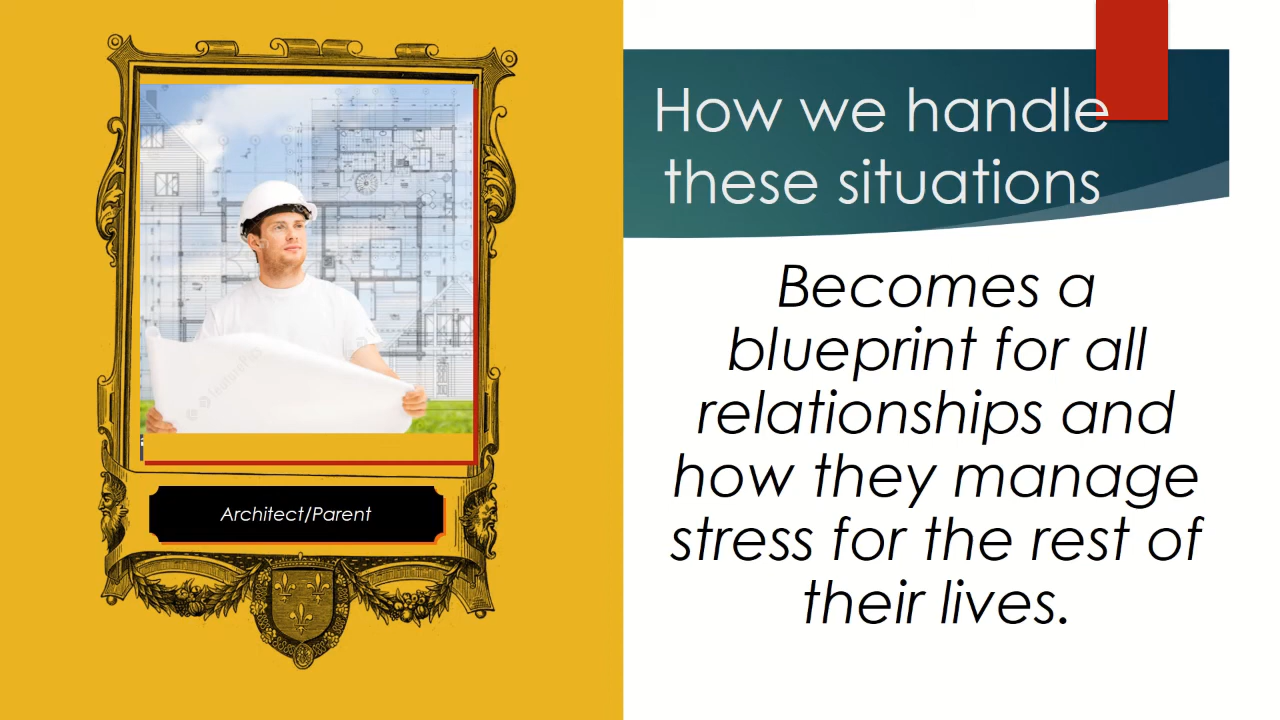 How we handle
these situations
Becomes a
blueprint for all
relationships and
how they manage
stress for the rest of
their lives.
Architect/Parent